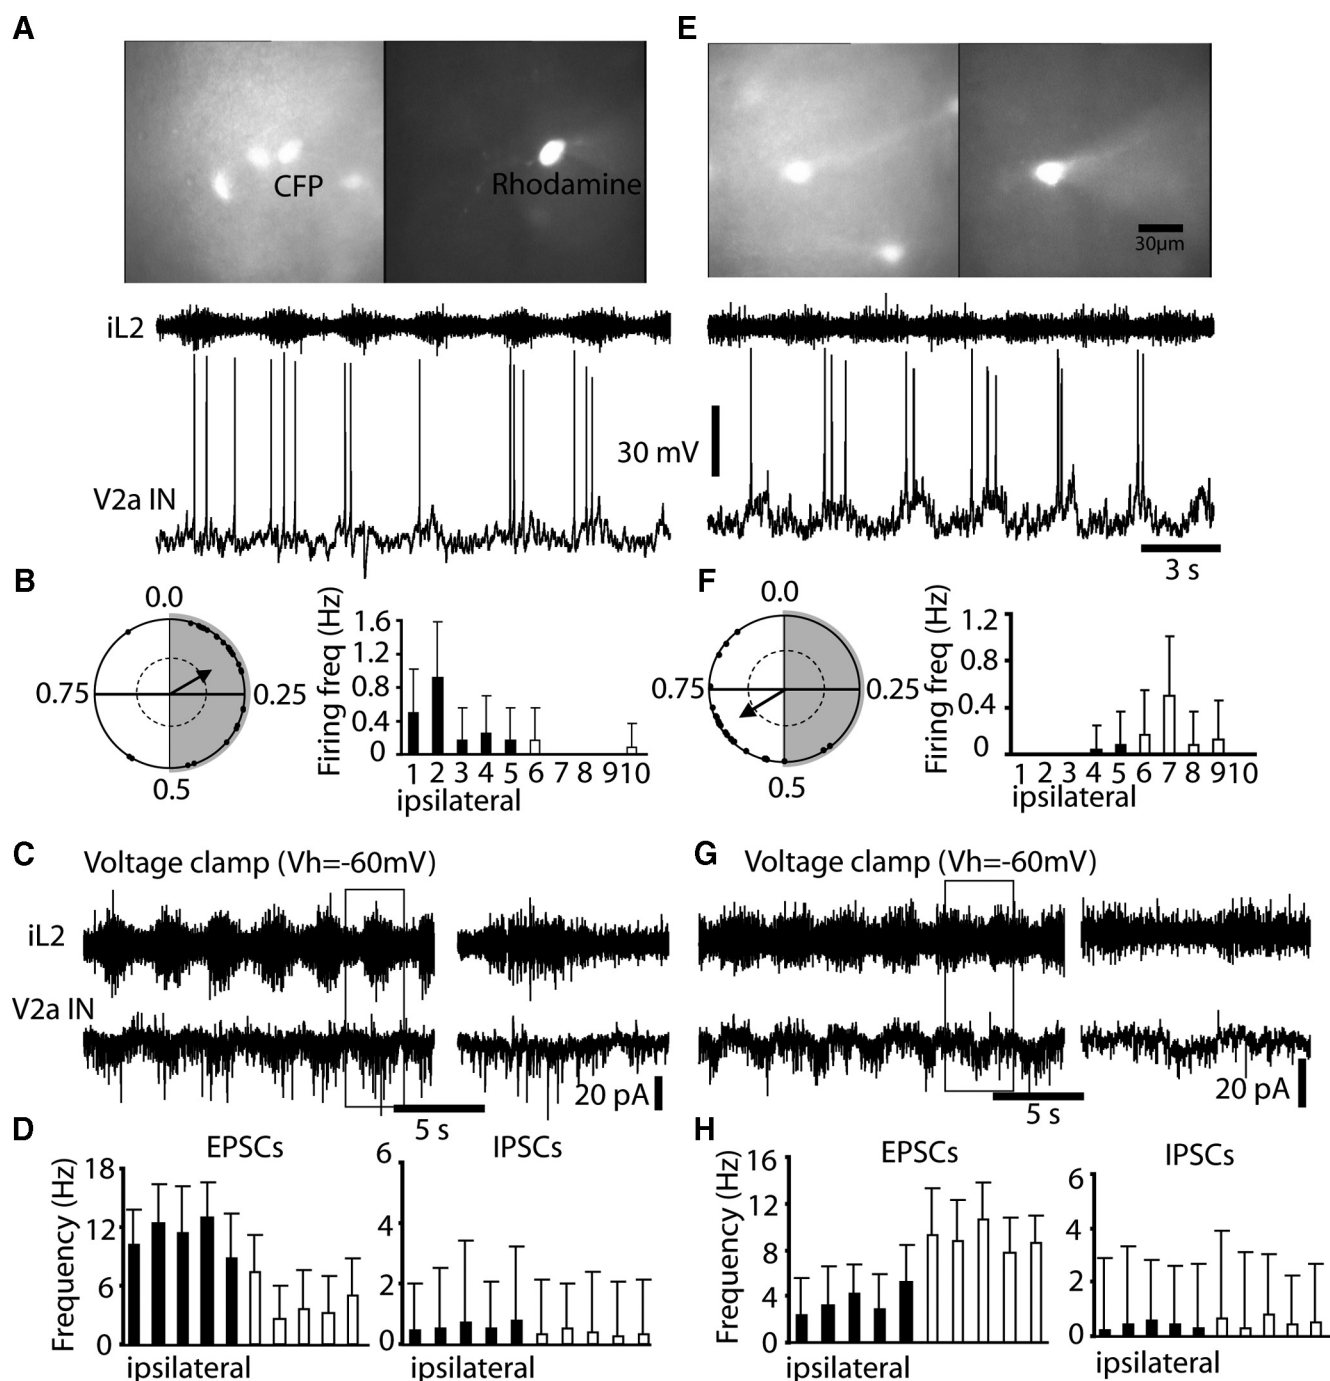 A
E
CFP
Rhodamine
30μm
iL2
30 mV
V2a IN
3 s
B
0.0
0.75
0.25
0.5
Firing freq (Hz)
1.6
1.2
0.8
0.4
0
1 2 3 4 5 6 7 8 9 10
ipsilateral
F
0.0
0.75
0.25
0.5
Firing freq (Hz)
1.2
0.8
0.4
0
1 2 3 4 5 6 7 8 9 10
ipsilateral
C
Voltage clamp (Vh=-60mV)
iL2
V2a IN
20 pA
5 s
G
Voltage clamp (Vh=-60mV)
20 pA
5 s
D
EPSCs
Frequency (Hz)
18
12
6
0
ipsilateral
IPSCs
6
4
2
0
ipsilateral
H
EPSCs
Frequency (Hz)
16
12
8
4
0
ipsilateral
IPSCs
6
4
2
0
ipsilateral